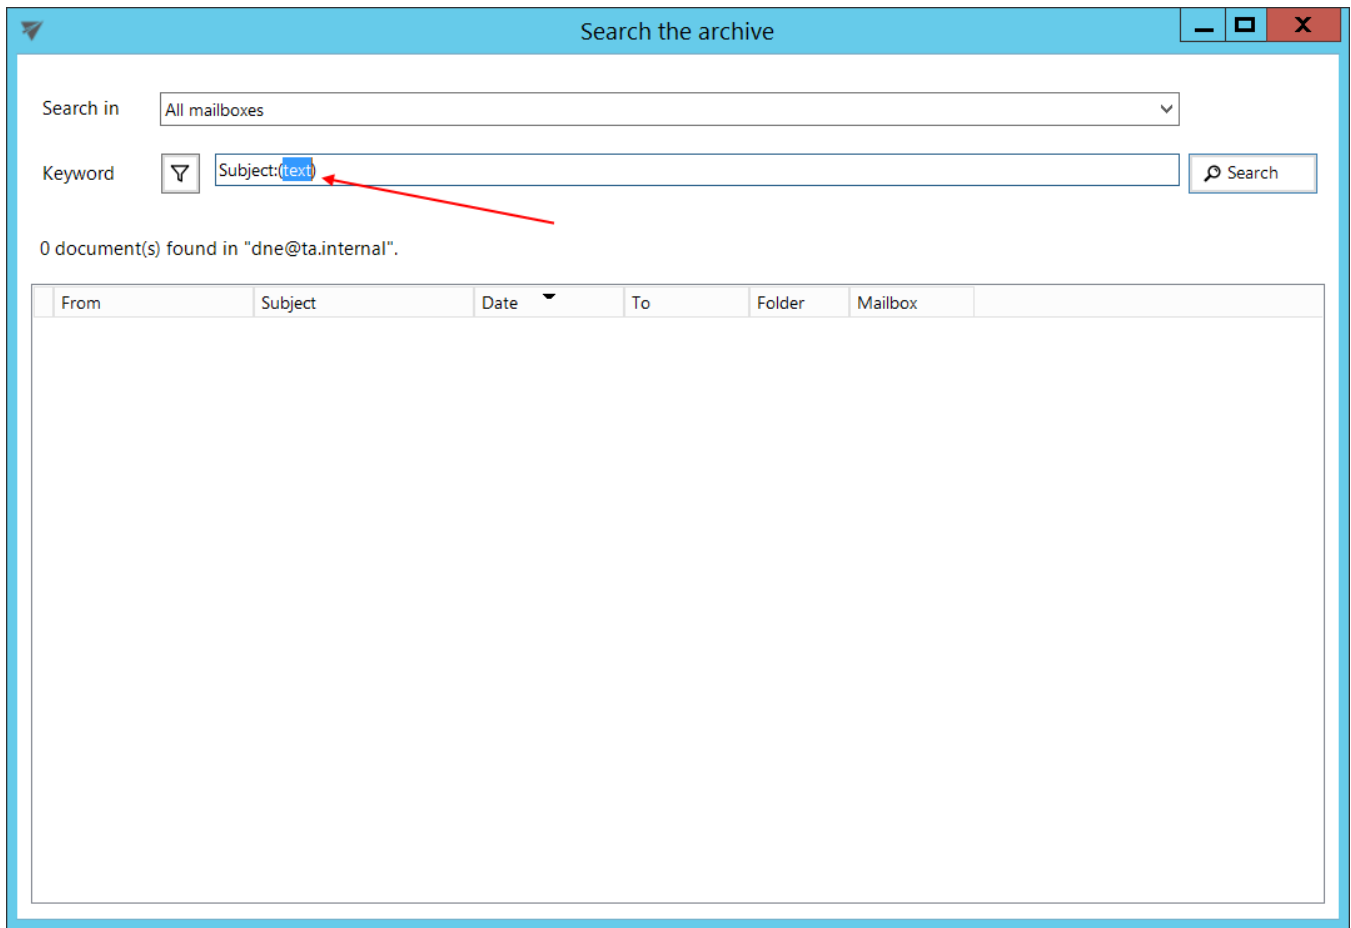 Search the archive
Search in All mailboxes
Keyword Subject:(text) Search
0 document(s) found in "dne@ta.internal".
From Subject Date To Folder Mailbox